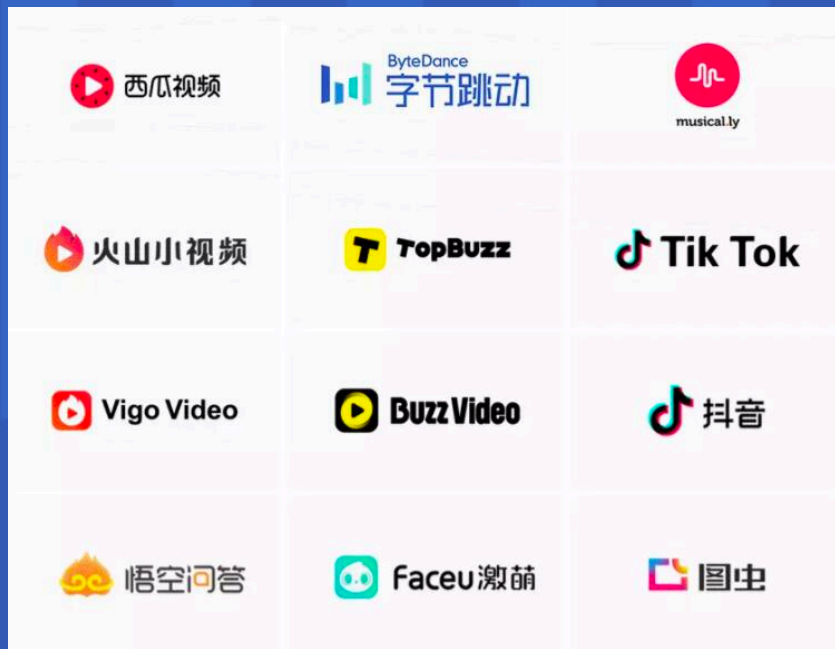 西瓜视频
ByteDance
字节跳动
musical.ly
火山小视频
TopBuzz
Tik Tok
Vigo Video
BuzzVideo
抖音
悟空问答
Faceu激萌
图虫